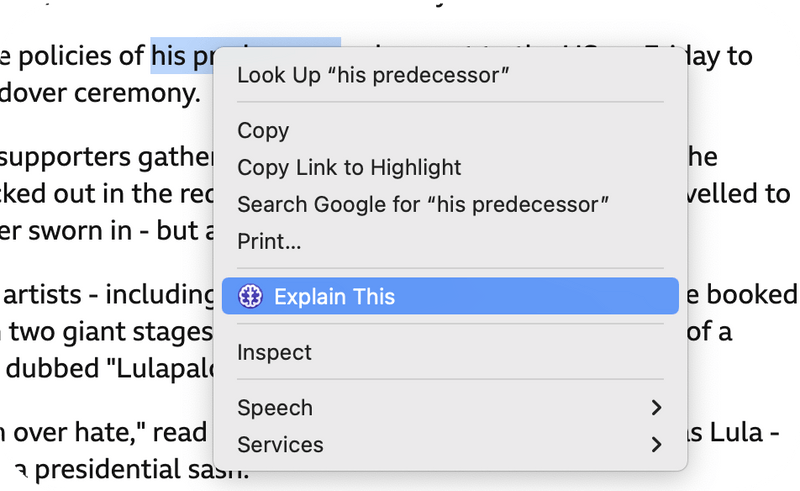 e policies of his pr
day to
dover ceremony.
Look Up “his predecessor”
Copy
supporters gather
he
Copy Link to Highlight
cked out in the red
velled to
Search Google for “his predecessor”
er sworn in - but a
Print...
artists - including
Explain This
e booked
two giant stages
of a
Inspect
dubbed "Lulapalo
Speech
n over hate," read
as Lula -
Services
a presidential sash.